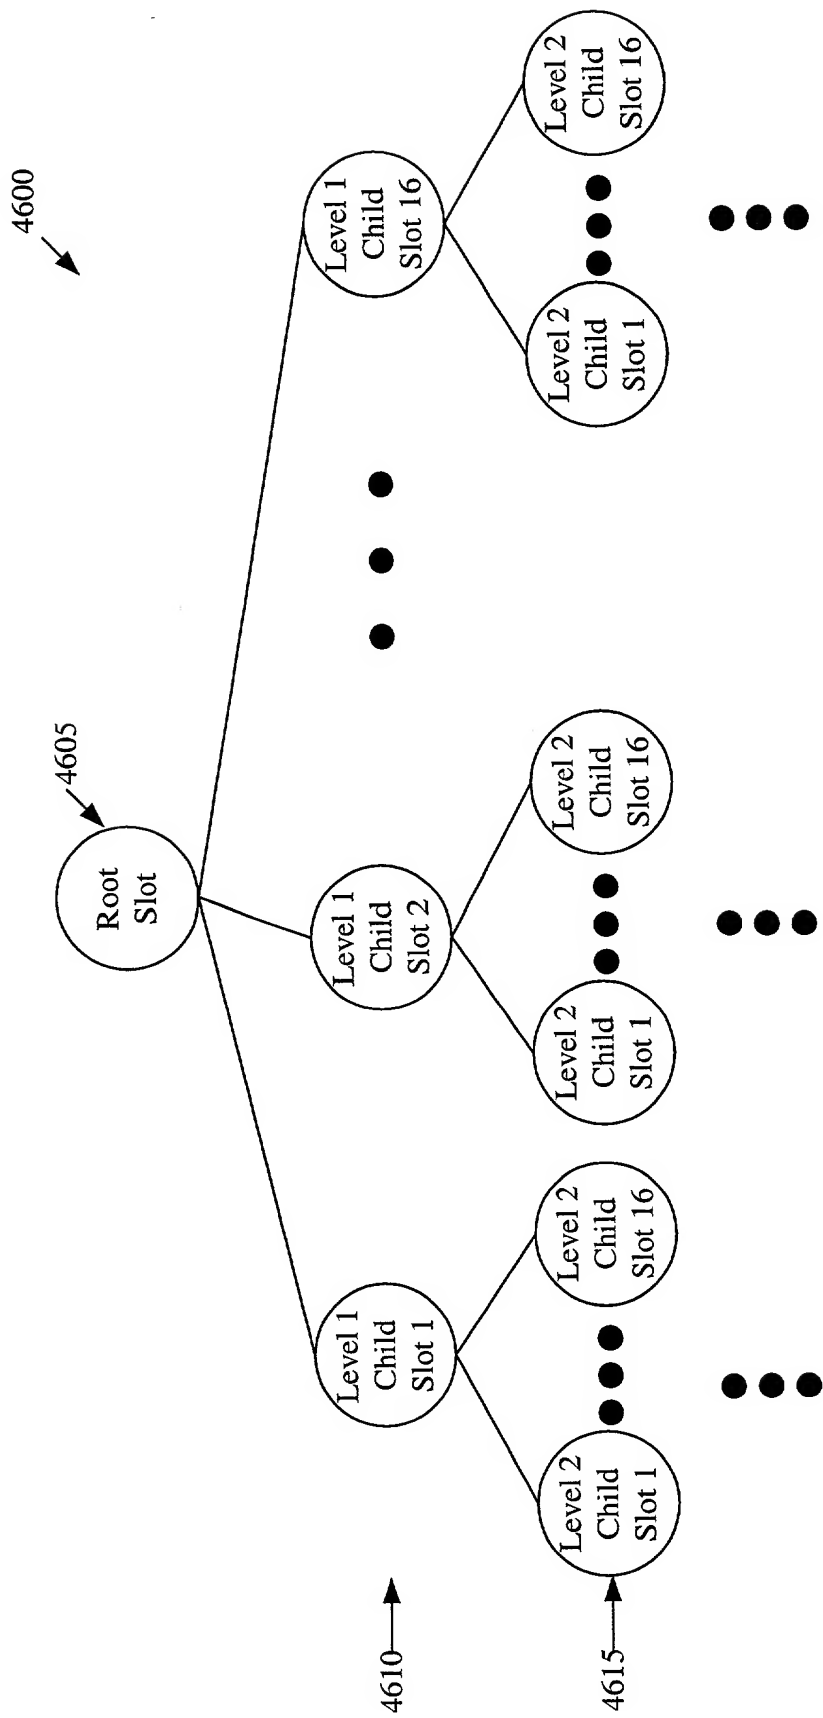 4600
4605
Root
Slot
4610
Level 1
Child
Slot 1
Level 1
Child
Slot 2
Level 1
Child
Slot 16
4615
Level 2
Child
Slot 1
Level 2
Child
Slot 16
Level 2
Child
Slot 1
Level 2
Child
Slot 16
Level 2
Child
Slot 1
Level 2
Child
Slot 16